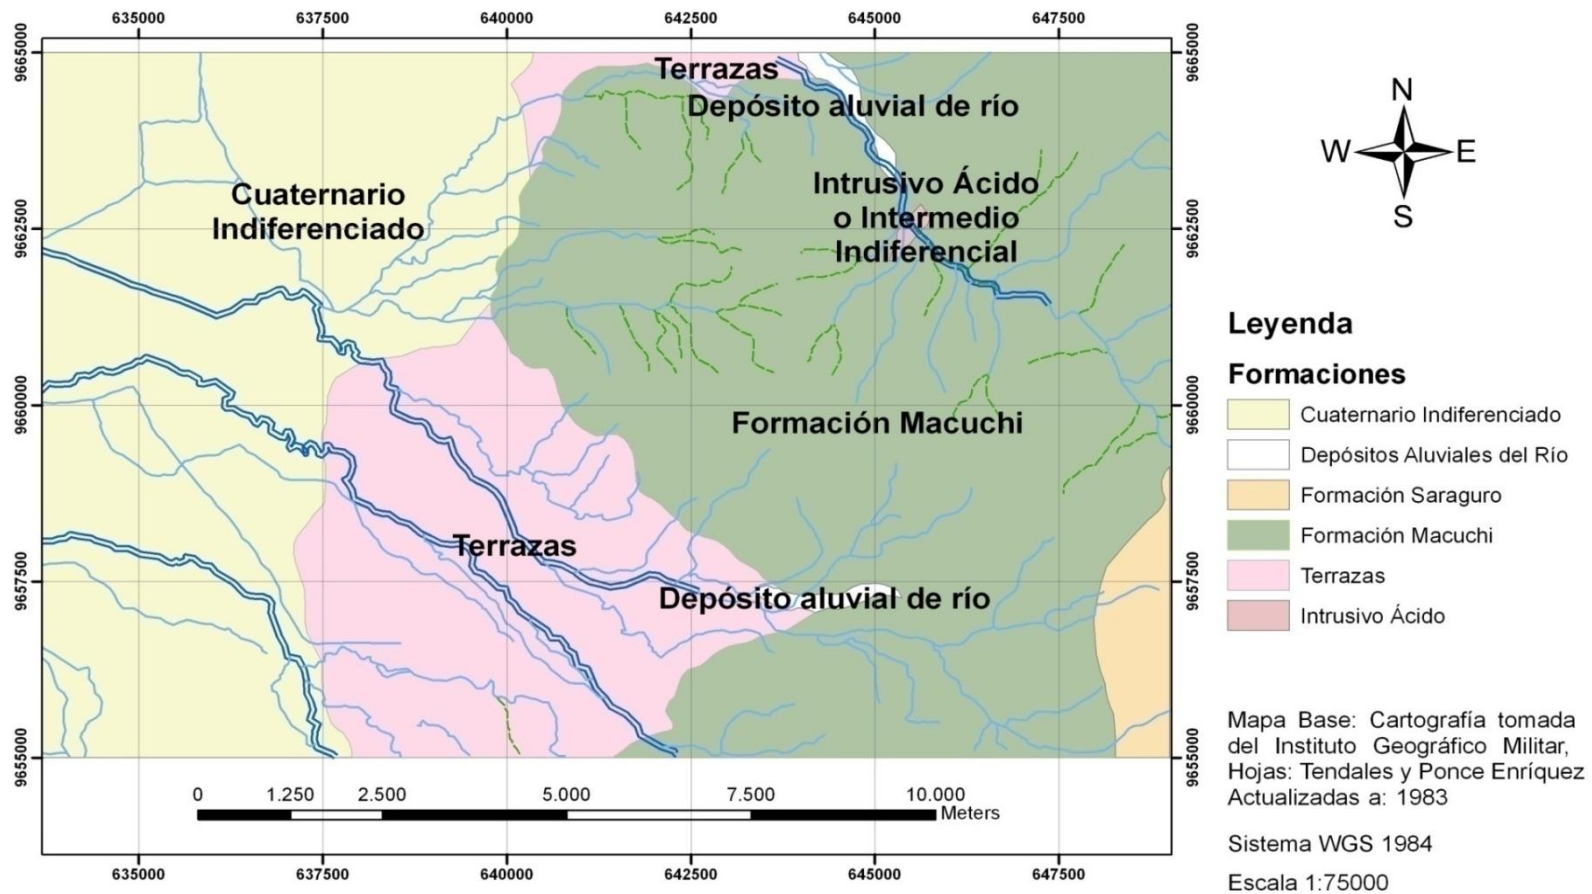 635000 637500 640000 642500 645000 647500
9665000 9665000
Terrazas
Depósito aluvial de río
N
W E
S
Cuaternario
Indiferenciado
Intrusivo Ácido
o Intermedio
Indiferencial
9662500 9662500
Leyenda
Formaciones
9660000 9660000
Formación Macuchi
Cuaternario Indiferenciado
Depósitos Aluviales del Río
Formación Saraguro
Formación Macuchi
Terrazas
Intrusivo Ácido
Terrazas
9657500 9657500
Depósito aluvial de río
9655000 9655000
Mapa Base: Cartografía tomada
del Instituto Geográfico Militar,
Hojas: Tendales y Ponce Enríquez
Actualizadas a: 1983
0 1.250 2.500 5.000 7.500 10.000
Meters
Sistema WGS 1984
635000 637500 640000 642500 645000 647500
Escala 1:75000